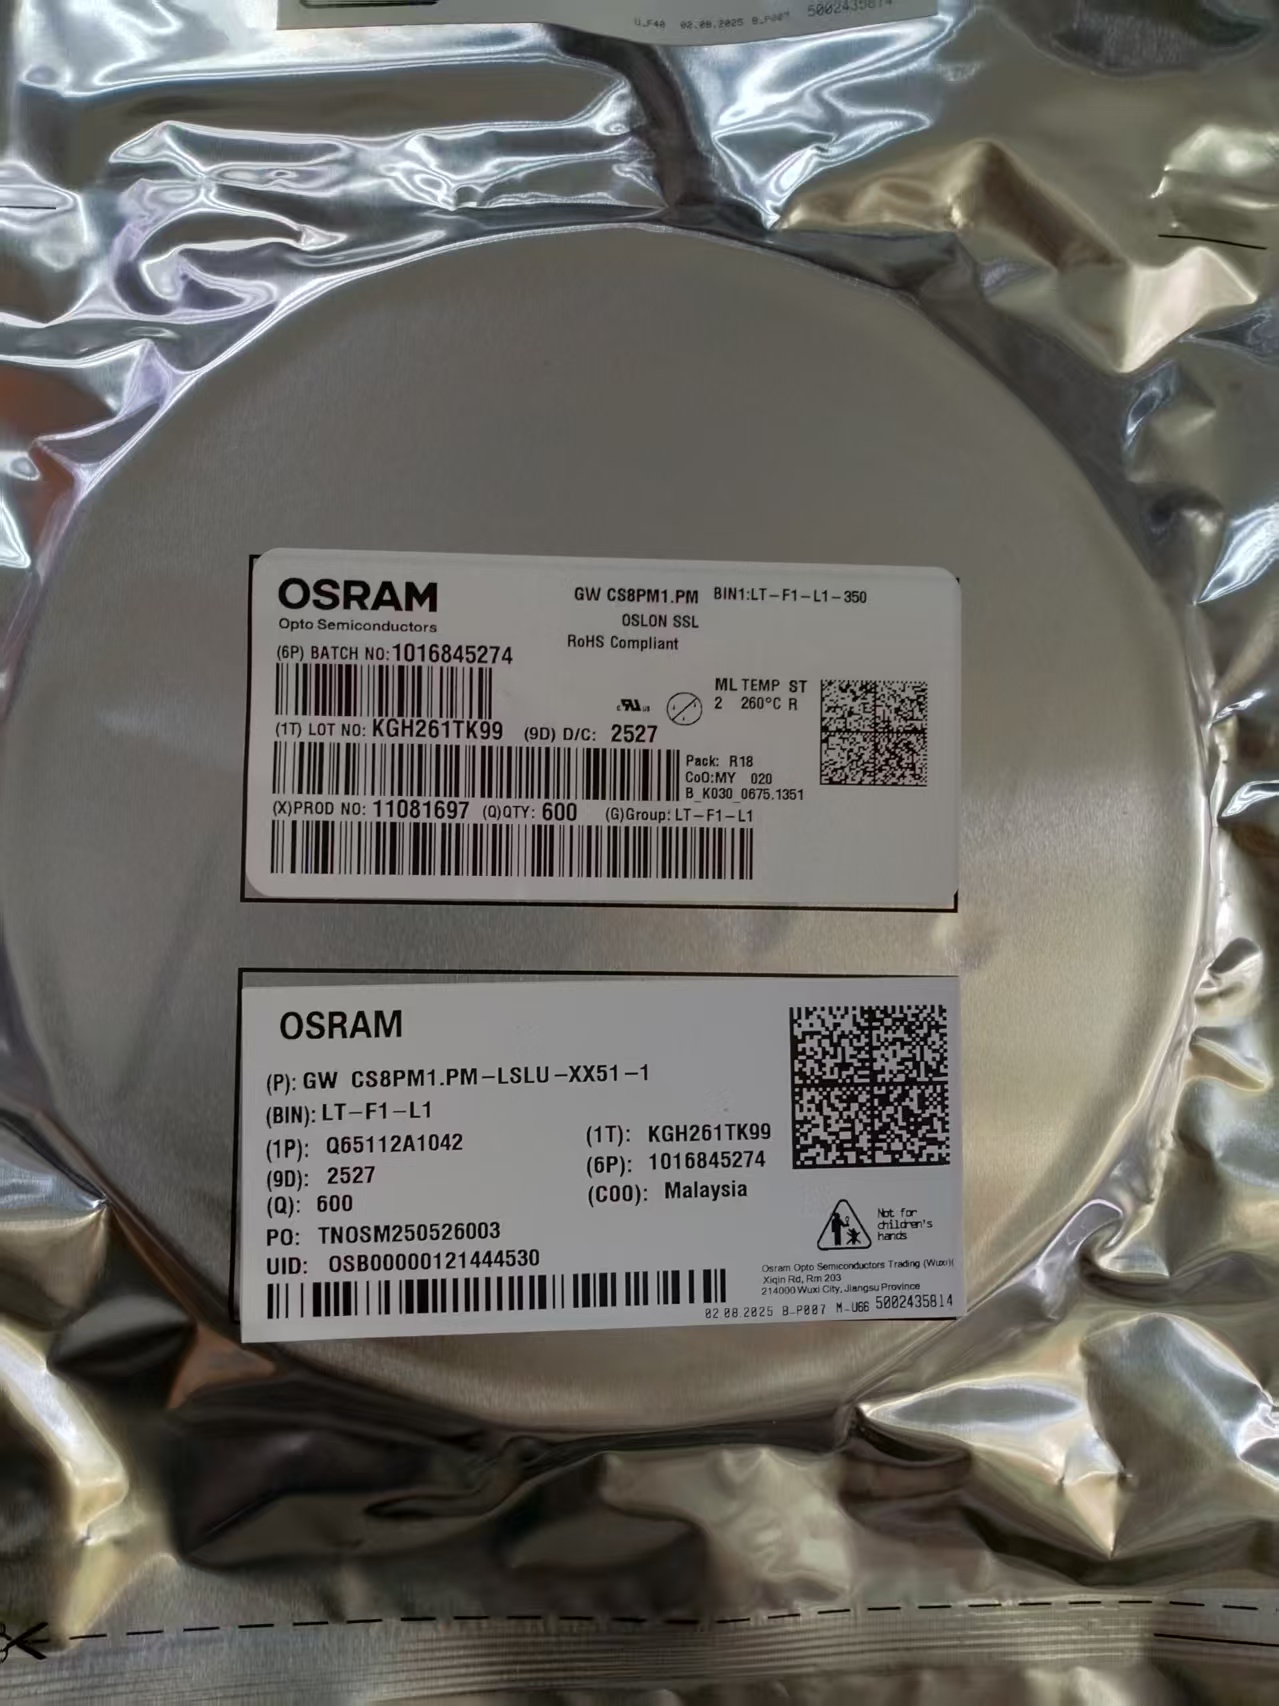 U_F40 02.08.2025 B_P007 5002435814
OSRAM
Opto Semiconductors
GW CS8PM1.PM BIN1:LT-F1-L1-350
OSLON SSL
RoHS Compliant
(6P) BATCH NO:1016845274
ML TEMP ST
2 260°C R
(1T) LOT NO: KGH261TK99 (9D) D/C: 2527
Pack: R18
CoO:MY 020
B_K030_0675.1351
(X)PROD NO: 11081697 (Q)QTY: 600 (G)Group: LT-F1-L1
OSRAM
(P): GW CS8PM1.PM-LSLU-XX51-1
(BIN): LT-F1-L1
(1P): Q65112A1042
(9D): 2527
(Q): 600
(1T): KGH261TK99
(6P): 1016845274
(COO): Malaysia
PO: TNOSM250526003
UID: OSB00000121444530
Not for
children's
hands
Osram Opto Semiconductors Trading (Wuxi)(
Xiqin Rd, Rm 203
214000 Wuxi City, Jiangsu Province
02.08.2025 B_P007 M_U66 5002435814